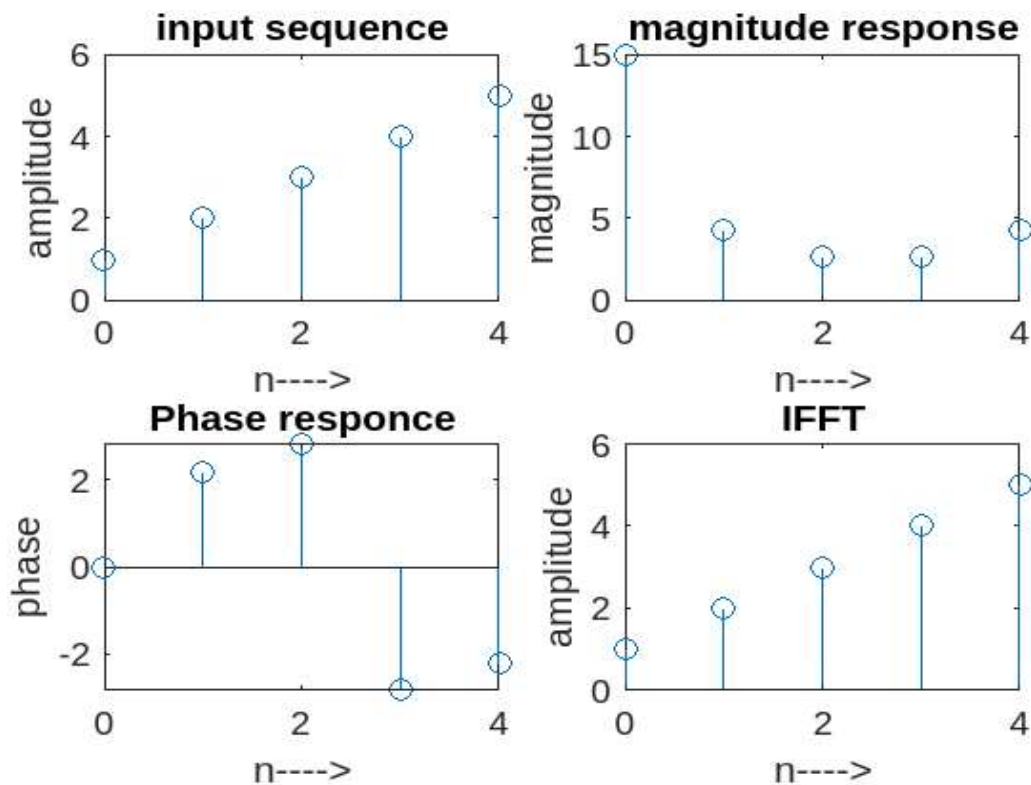 input sequence
amplitude
6
4
2
0
0 2 4
n---->
magnitude response
magnitude
15
10
5
0
0 2 4
n---->
Phase responce
phase
2
0
-2
0 2 4
n---->
IFFT
amplitude
6
4
2
0
0 2 4
n---->